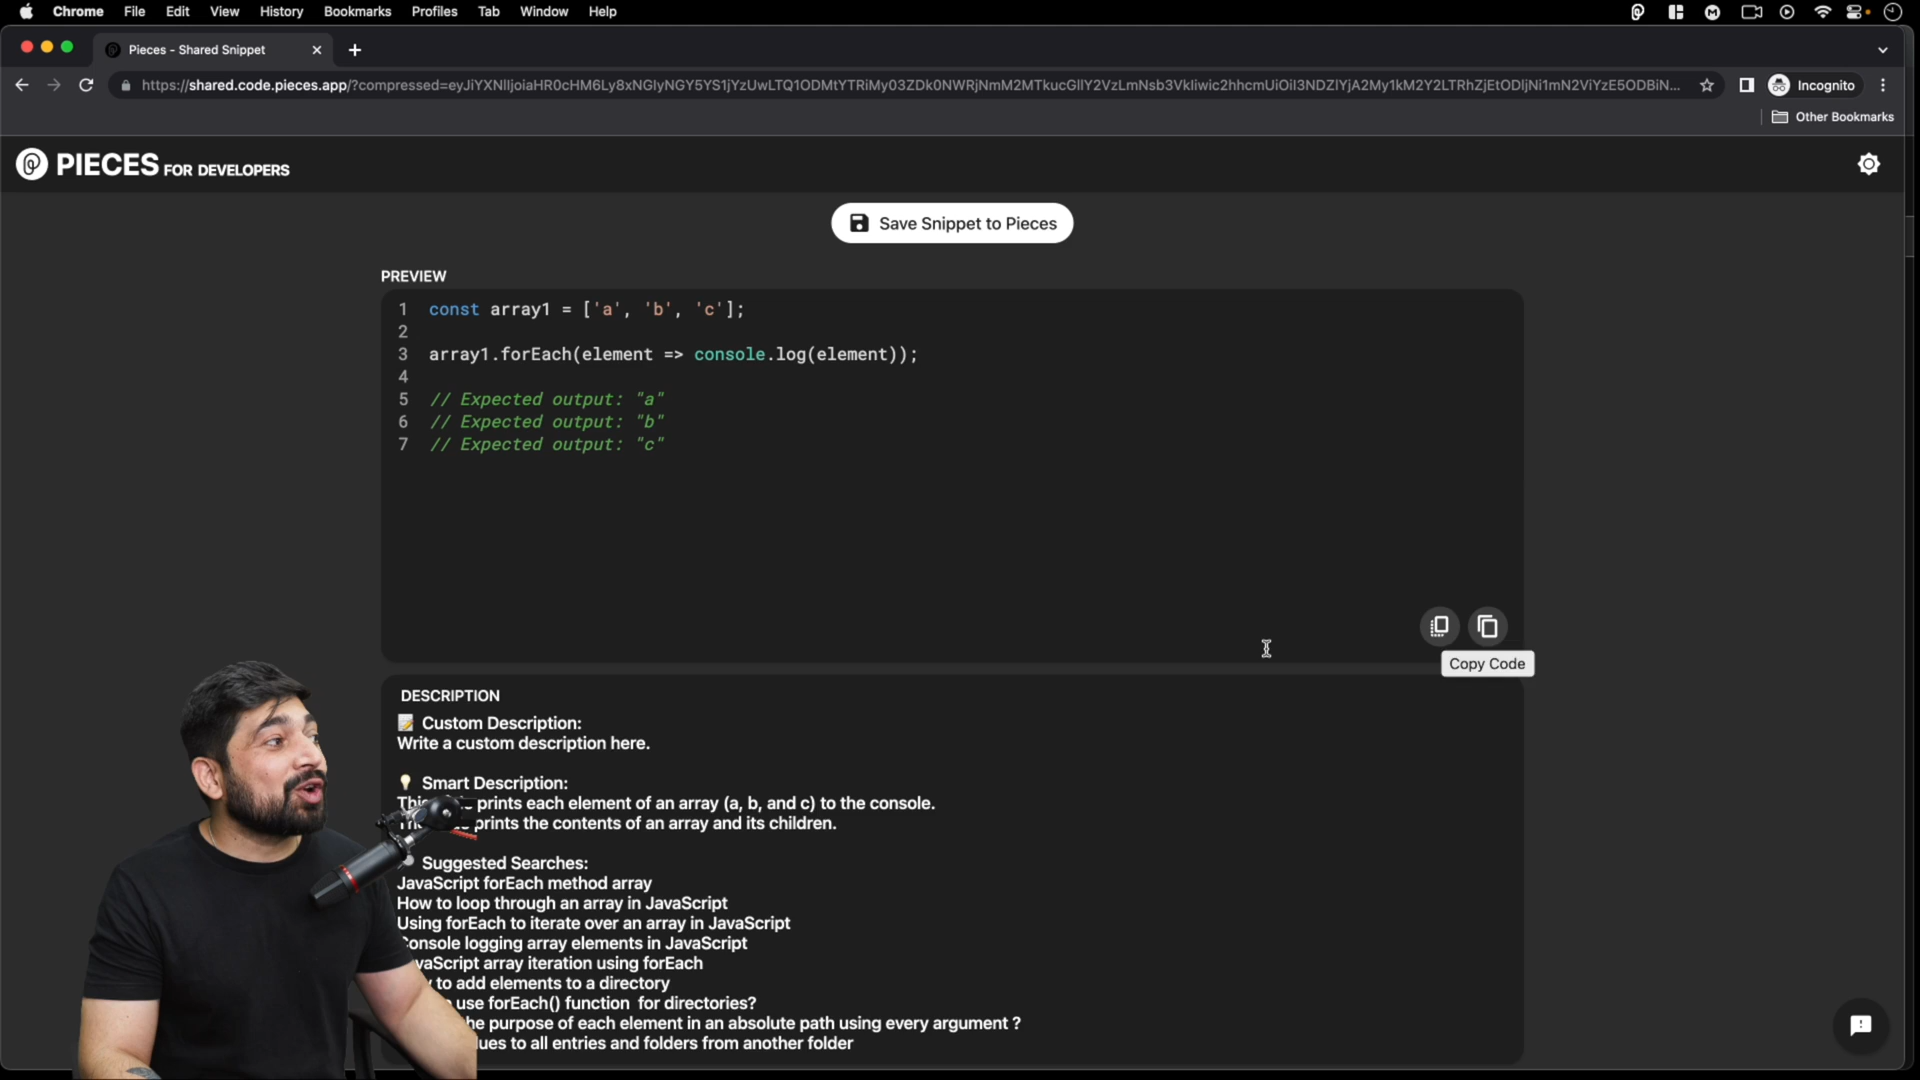 Chrome File Edit View History Bookmarks Profiles Tab Window Help
Pieces - Shared Snippet
Incognito
Other Bookmarks
PIECES FOR DEVELOPERS
Save Snippet to Pieces
PREVIEW
1 const array1 = ['a', 'b', 'c'];
2
3 array1.forEach(element => console.log(element));
4
5 // Expected output: "a"
6 // Expected output: "b"
7 // Expected output: "c"
Copy Code
DESCRIPTION
Custom Description:
Write a custom description here.
Smart Description:
prints each element of an array (a, b, and c) to the console.
prints the contents of an array and its children.
Suggested Searches:
JavaScript forEach method array
How to loop through an array in JavaScript
Using forEach to iterate over an array in JavaScript
Console logging array elements in JavaScript
JavaScript array iteration using forEach
to add elements to a directory
use forEach() function for directories?
purpose of each element in an absolute path using every argument ?
to all entries and folders from another folder